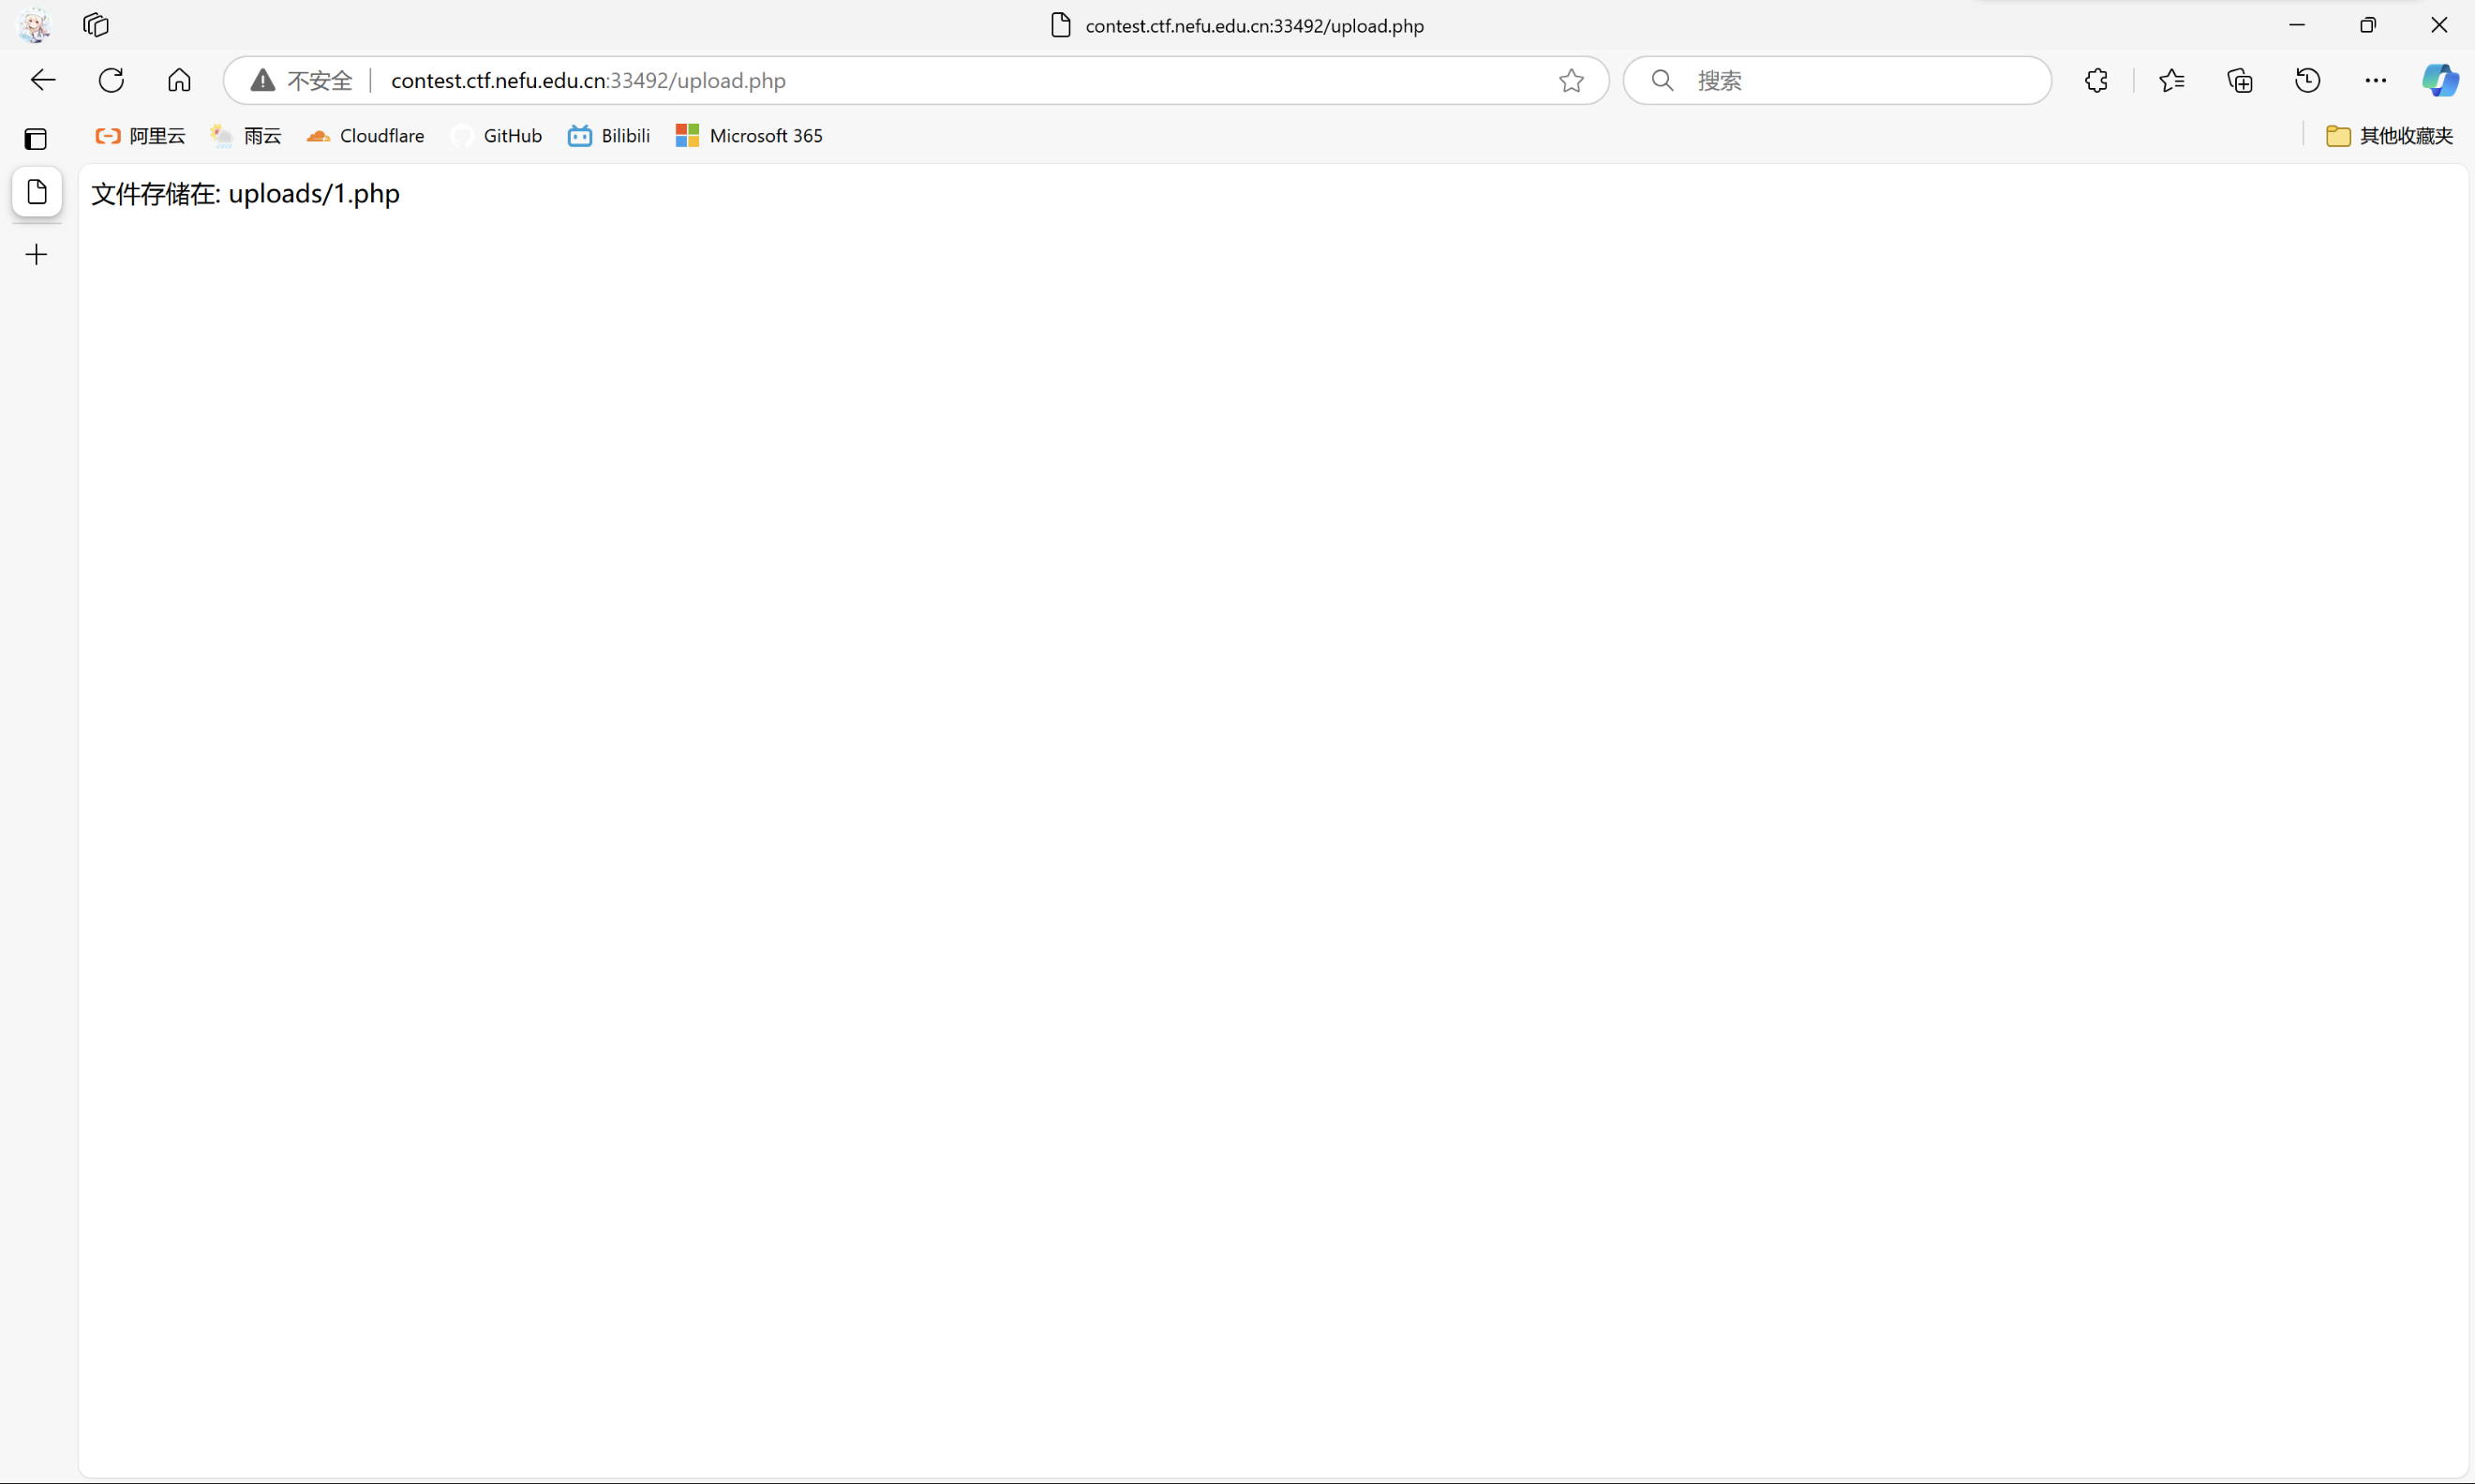 contest.ctf.nefu.edu.cn:33492/upload.php
不安全 contest.ctf.nefu.edu.cn:33492/upload.php
搜索
阿里云 雨云 Cloudflare GitHub Bilibili Microsoft 365 其他收藏夹
文件存储在: uploads/1.php